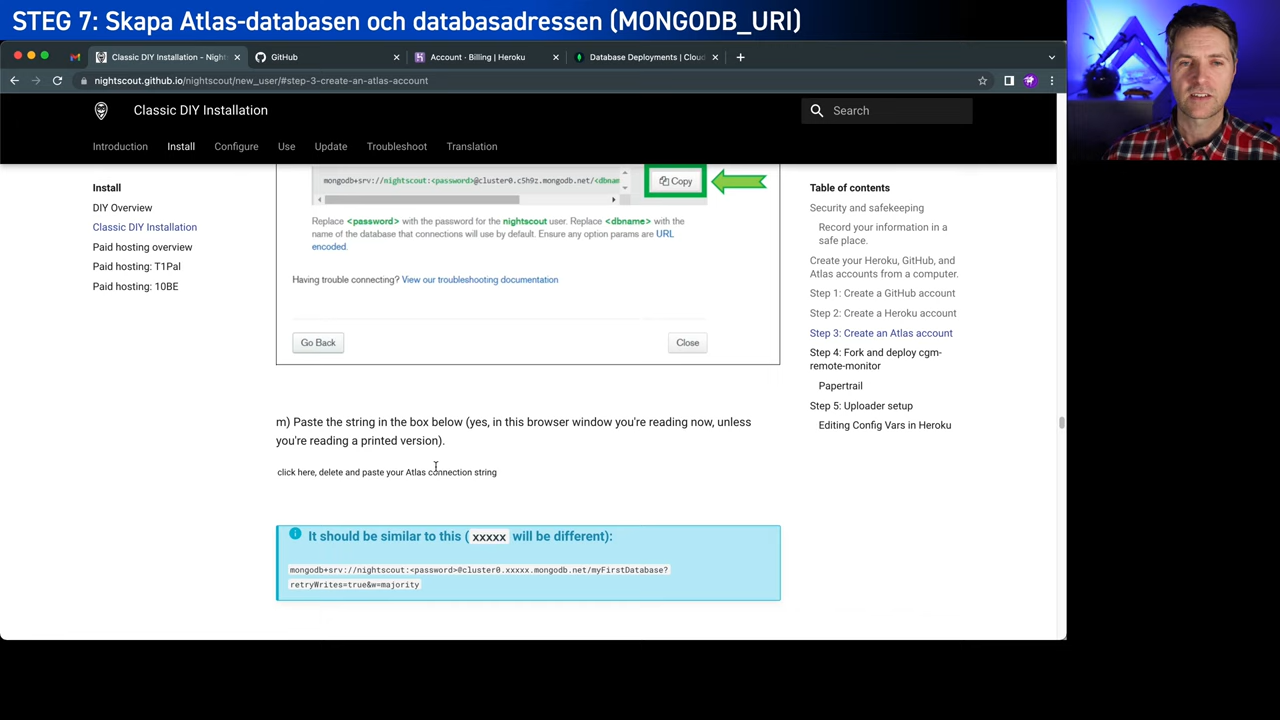 STEG 7: Skapa Atlas-databasen och databasadressen (MONGODB_URI)
Classic DIY Installation - Nigh
GitHub
Account · Billing | Heroku
Database Deployments | Cloud
nightscout.github.io/nightscout/new_user/#step-3-create-an-atlas-account
Classic DIY Installation
Search
Introduction
Install
Configure
Use
Update
Troubleshoot
Translation
Install
DIY Overview
Classic DIY Installation
Paid hosting overview
Paid hosting: T1Pal
Paid hosting: 10BE
mongodb+srv://nightscout:<password>@cluster0.c5h9z.mongodb.net/<dbnam
Copy
Replace <password> with the password for the nightscout user. Replace <dbname> with the
name of the database that connections will use by default. Ensure any option params are URL
encoded.
Having trouble connecting? View our troubleshooting documentation
Go Back
Close
m) Paste the string in the box below (yes, in this browser window you're reading now, unless
you're reading a printed version).
click here, delete and paste your Atlas connection string
It should be similar to this ( xxxxx will be different):
mongodb+srv://nightscout:<password>@cluster0.xxxxx.mongodb.net/myFirstDatabase?
retryWrites=true&w=majority
Table of contents
Security and safekeeping
Record your information in a
safe place.
Create your Heroku, GitHub, and
Atlas accounts from a computer.
Step 1: Create a GitHub account
Step 2: Create a Heroku account
Step 3: Create an Atlas account
Step 4: Fork and deploy cgm-
remote-monitor
Papertrail
Step 5: Uploader setup
Editing Config Vars in Heroku